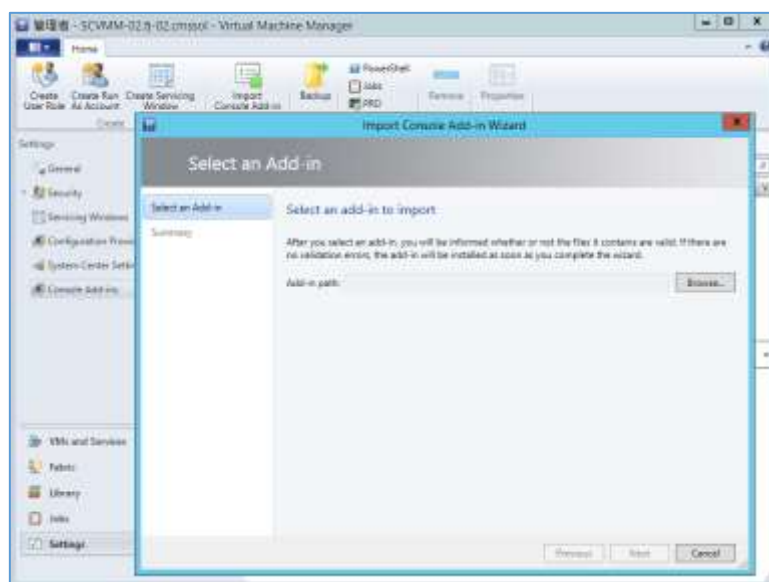 管理者 - SCVMM-02.fj-02.cmssol - Virtual Machine Manager
Home
Create User Role
Create Run As Account
Create Servicing Window
Import Console Add-in
Backup
PowerShell
Jobs
PRO
Remove
Properties
Create
Settings
General
Security
Servicing Windows
Configuration
System Center
Console Add-ins
VMs and Services
Fabric
Library
Jobs
Settings
Import Console Add-in Wizard
Select an Add-in
Select an Add-in
Summary
Select an add-in to import
After you select an add-in, you will be informed whether or not the files it contains are valid. If there are
no validation errors, the add-in will be installed as soon as you complete the wizard.
Add-in path:
Browse...
Previous
Next
Cancel